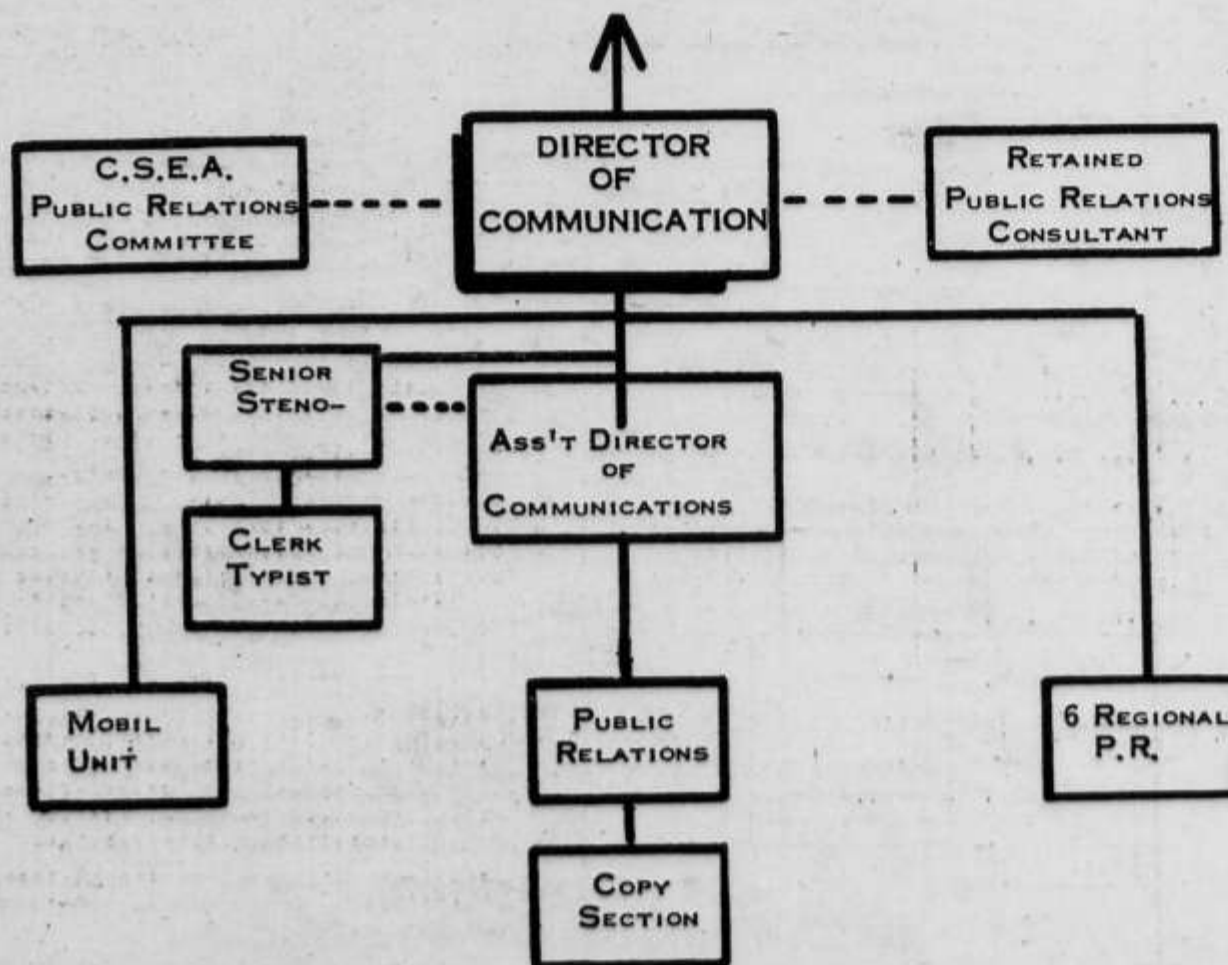 DIRECTOR
OF
COMMUNICATION
C.S.E.A.
PUBLIC RELATIONS
COMMITTEE
RETAINED
PUBLIC RELATIONS
CONSULTANT
SENIOR
STENO-
ASS'T DIRECTOR
OF
COMMUNICATIONS
CLERK
TYPIST
MOBIL
UNIT
PUBLIC
RELATIONS
6 REGIONAL
P.R.
COPY
SECTION